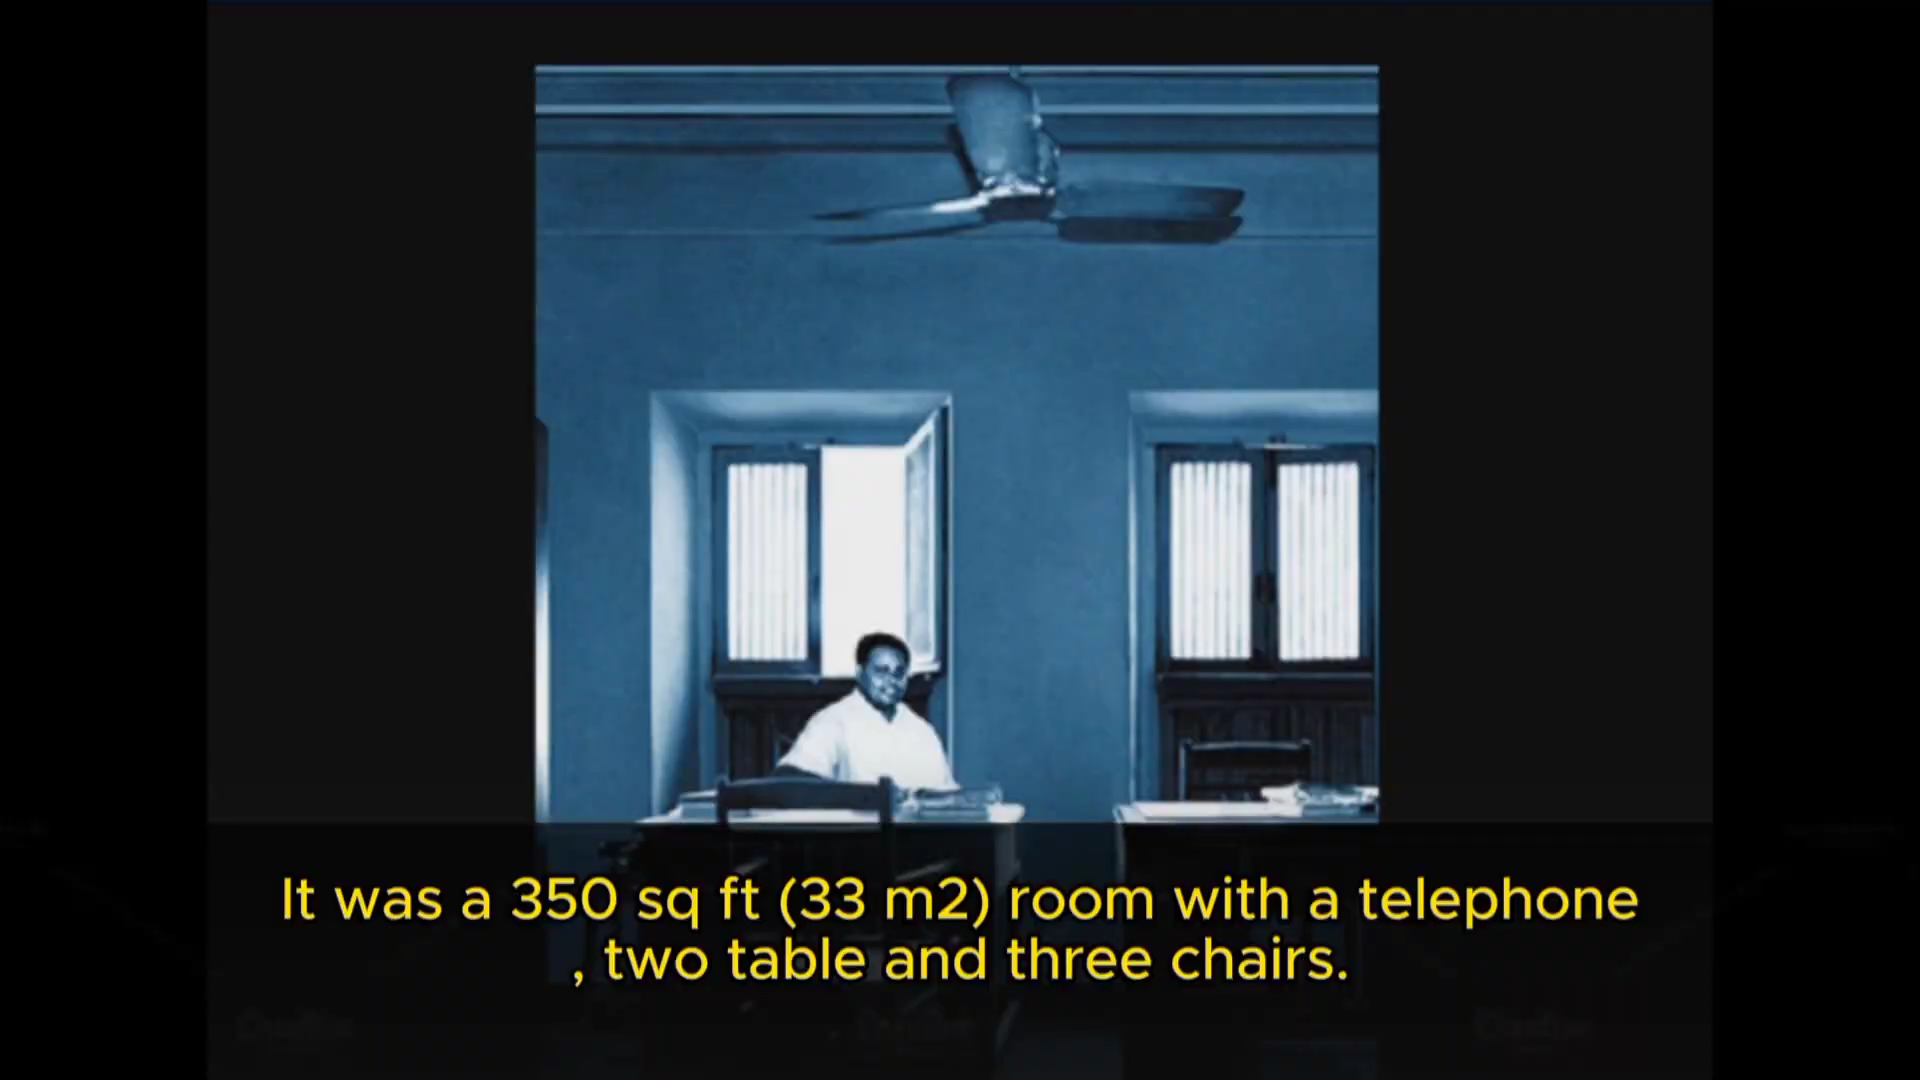 It was a 350 sq ft (33 m2) room with a telephone
, two table and three chairs.